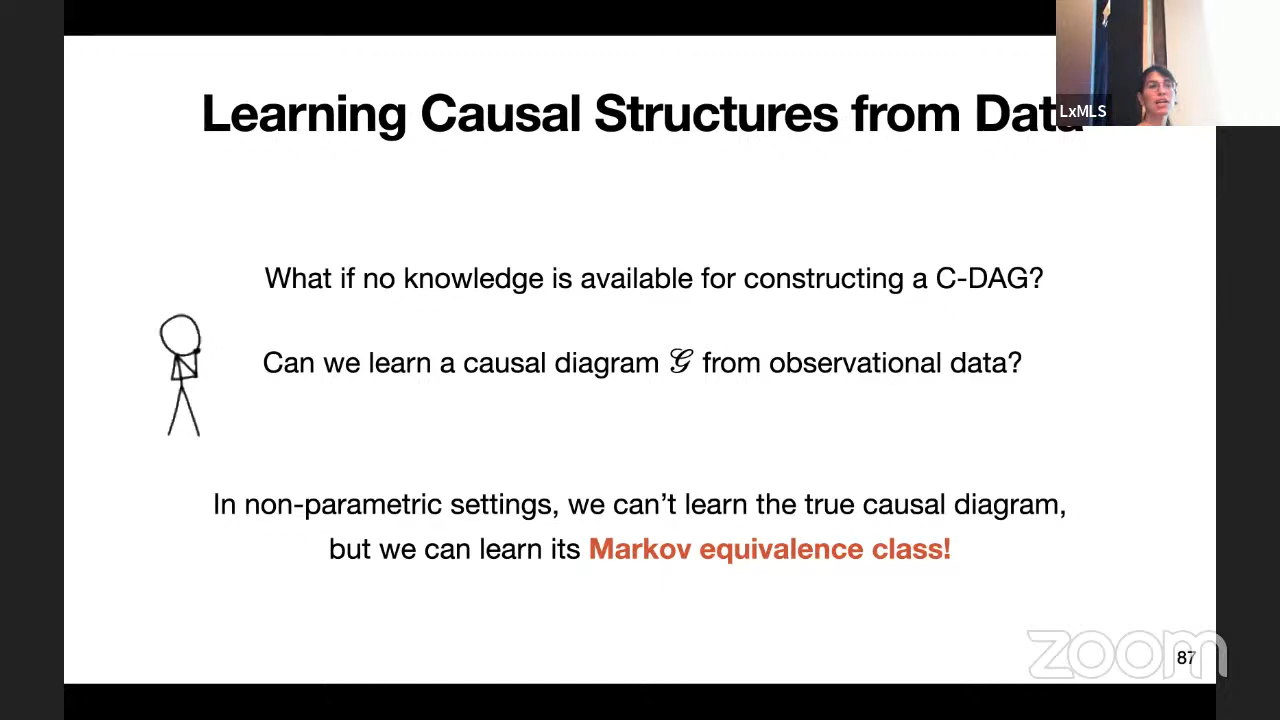 Learning Causal Structures from Data
LxMLS
What if no knowledge is available for constructing a C-DAG?
Can we learn a causal diagram 𝒢 from observational data?
In non-parametric settings, we can’t learn the true causal diagram,
but we can learn its Markov equivalence class!
zoom
87